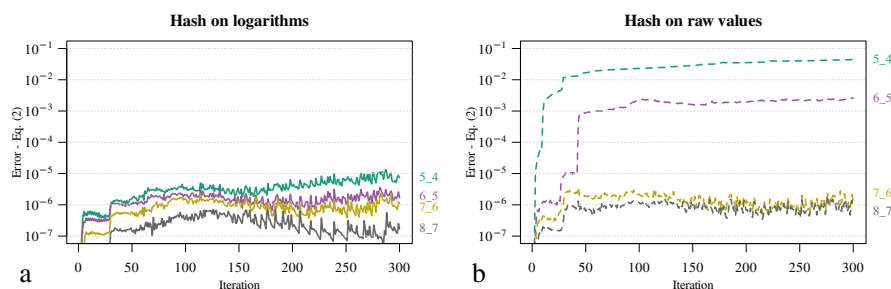 Hash on logarithms
Error - Eq. (2)
10⁻¹
10⁻²
10⁻³
10⁻⁴
10⁻⁵
10⁻⁶
10⁻⁷
5_4
6_5
7_6
8_7
0 50 100 150 200 250 300
Iteration
a
Hash on raw values
Error - Eq. (2)
10⁻¹
10⁻²
10⁻³
10⁻⁴
10⁻⁵
10⁻⁶
10⁻⁷
5_4
6_5
7_6
8_7
0 50 100 150 200 250 300
Iteration
b